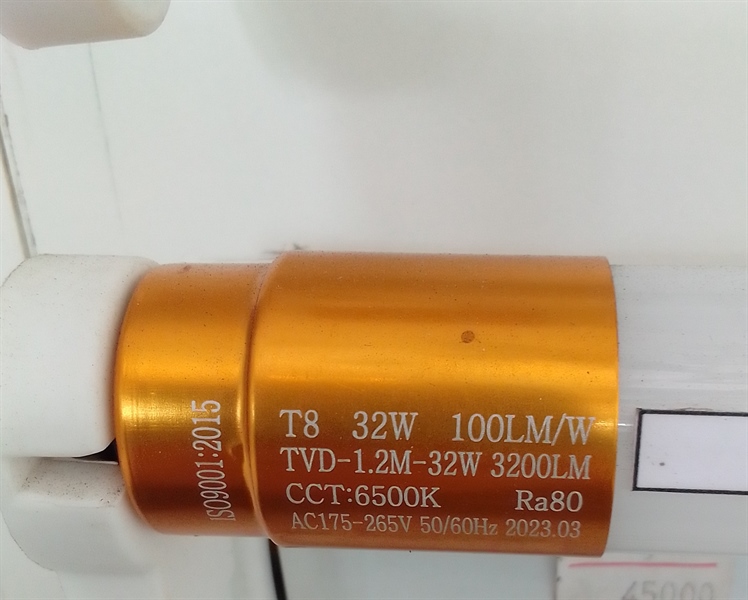 T8 32W 100LM/W
TVD-1.2M-32W 3200LM
CCT:6500K Ra80
AC175-265V 50/60Hz 2023.03
ISO9001:2015
45000